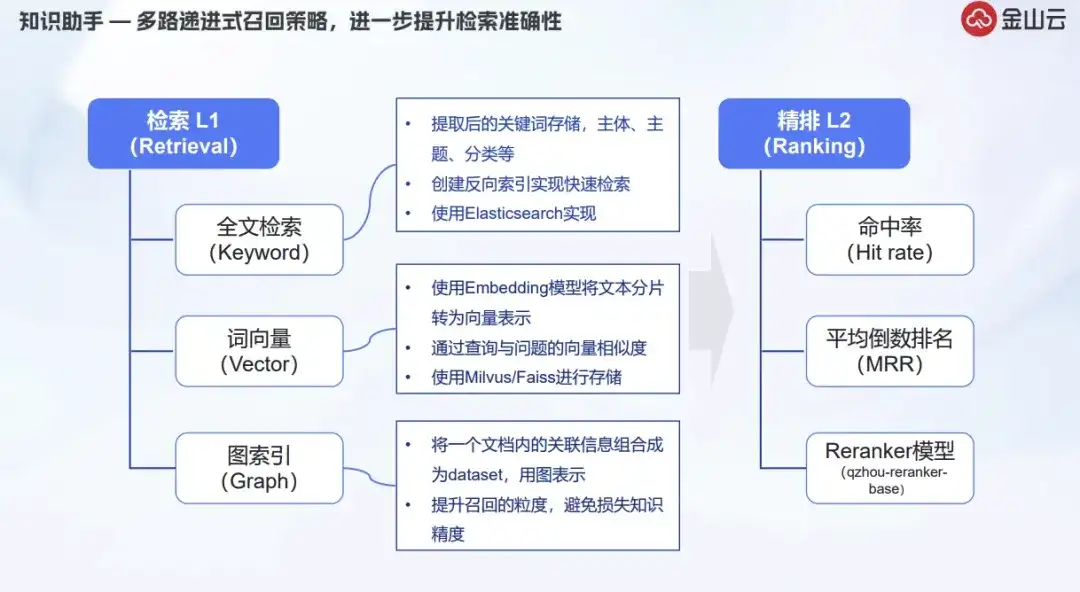 知识助手 — 多路递进式召回策略，进一步提升检索准确性
金山云
检索 L1
（Retrieval）
全文检索
（Keyword）
词向量
（Vector）
图索引
（Graph）
• 提取后的关键词存储，主体、主
题、分类等
• 创建反向索引实现快速检索
• 使用Elasticsearch实现
• 使用Embedding模型将文本分片
转为向量表示
• 通过查询与问题的向量相似度
• 使用Milvus/Faiss进行存储
• 将一个文档内的关联信息组合成
为dataset，用图表示
• 提升召回的粒度，避免损失知识
精度
精排 L2
（Ranking）
命中率
（Hit rate）
平均倒数排名
（MRR）
Reranker模型
（qzhou-reranker-
base）